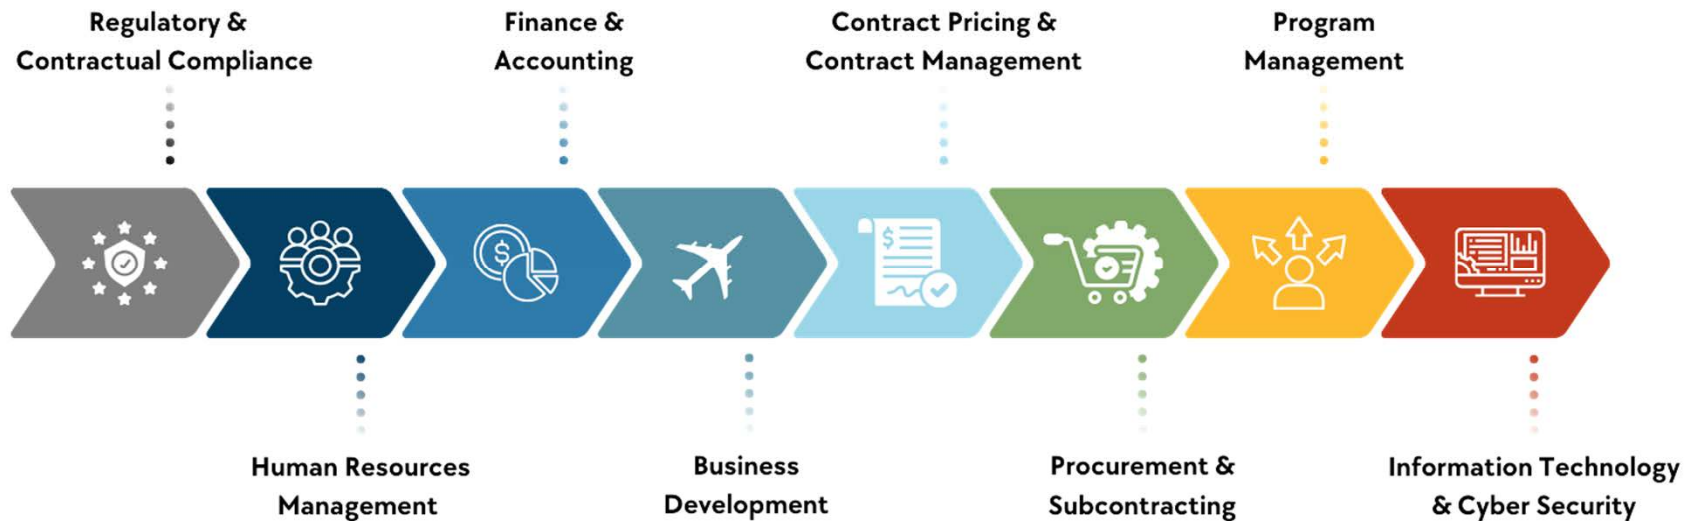 Regulatory &
Contractual Compliance
Finance &
Accounting
Contract Pricing &
Contract Management
Program
Management
$
$
Human Resources
Management
Business
Development
Procurement &
Subcontracting
Information Technology
& Cyber Security